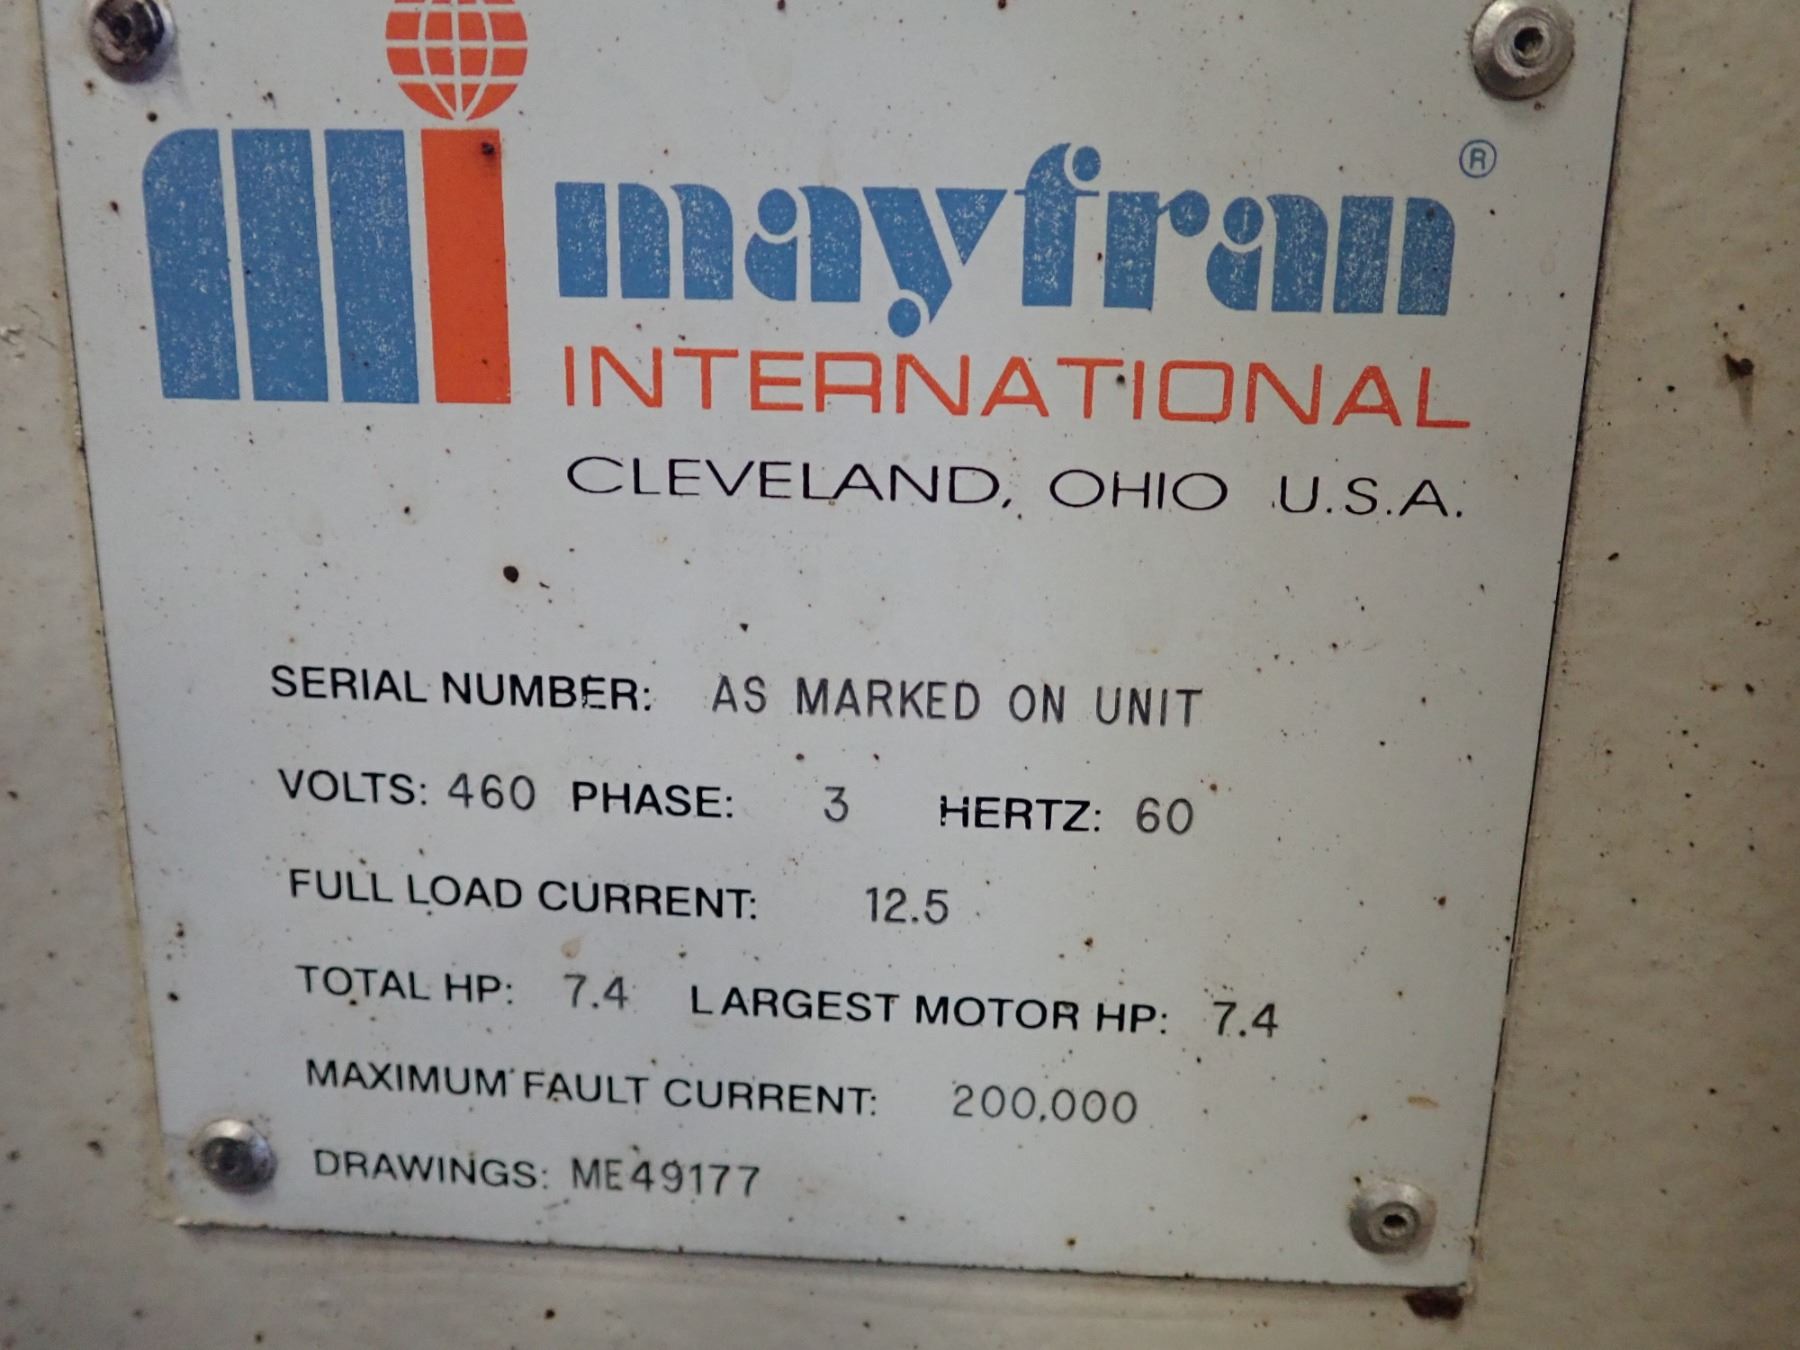 mi mayfran ®
INTERNATIONAL
CLEVELAND, OHIO U.S.A.
SERIAL NUMBER: AS MARKED ON UNIT
VOLTS: 460 PHASE: 3 HERTZ: 60
FULL LOAD CURRENT: 12.5
TOTAL HP: 7.4 LARGEST MOTOR HP: 7.4
MAXIMUM FAULT CURRENT: 200,000
DRAWINGS: ME49177